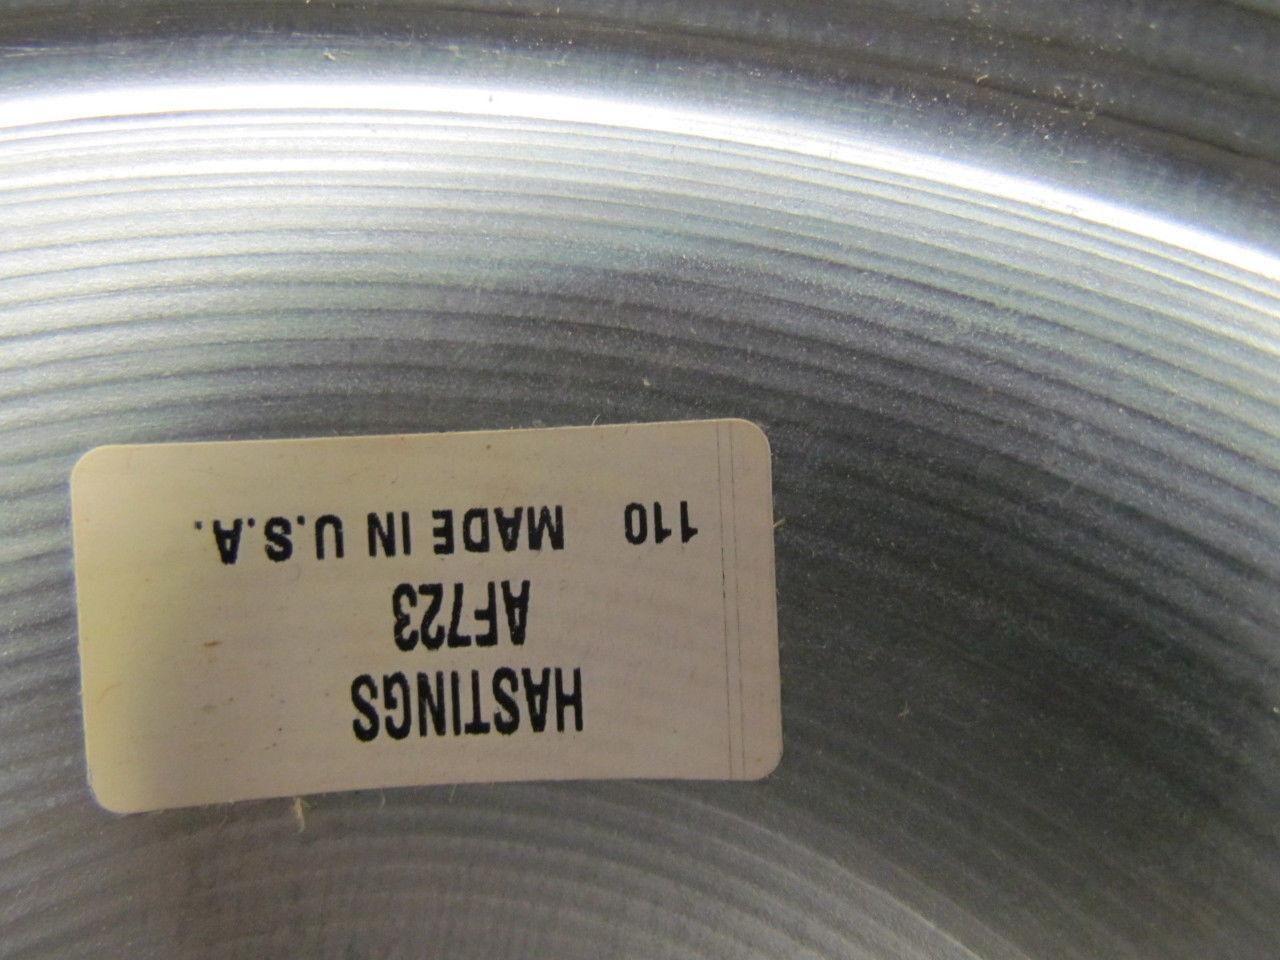 HASTINGS
AF723
110 MADE IN U.S.A.